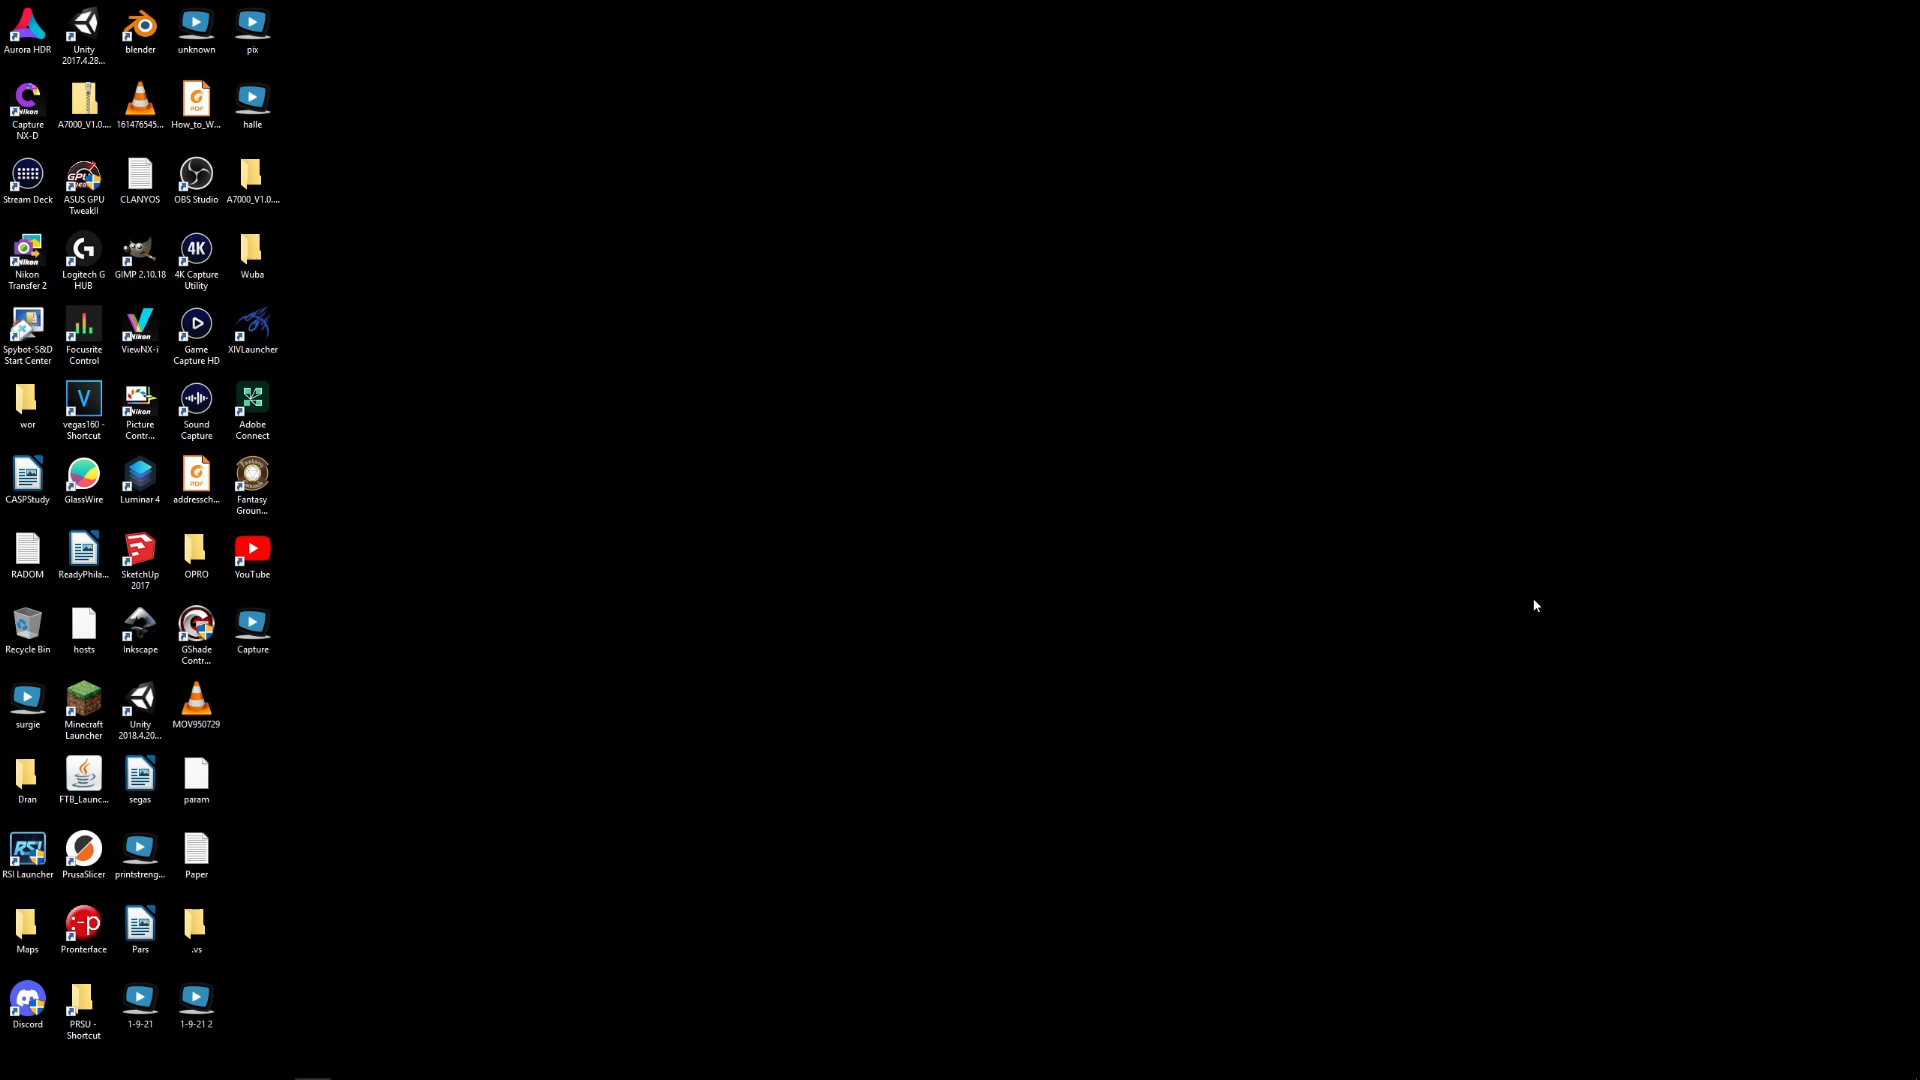 Aurora HDR
Unity
2017.4.28...
blender
unknown
pix
Capture
NX-D
A7000_V1.0....
161476545...
How_to_W...
halle
Stream Deck
ASUS GPU
TweakII
CLANYOS
OBS Studio
A7000_V1.0....
Nikon
Transfer 2
Logitech G
HUB
GIMP 2.10.18
4K Capture
Utility
Wuba
Spybot-S&D
Start Center
Focusrite
Control
ViewNX-i
Game
Capture HD
XIVLauncher
wor
vegas160 -
Shortcut
Picture
Contr...
Sound
Capture
Adobe
Connect
CASPStudy
GlassWire
Luminar 4
addressch...
Fantasy
Groun...
RADOM
ReadyPhila...
SketchUp
2017
OPRO
YouTube
Recycle Bin
hosts
Inkscape
GShade
Contr...
Capture
surgie
Minecraft
Launcher
Unity
2018.4.20...
MOV950729
Dran
FTB_Launc...
segas
param
RSI Launcher
PrusaSlicer
printstreng...
Paper
Maps
Pronterface
Pars
.vs
Discord
PRSU -
Shortcut
1-9-21
1-9-21 2